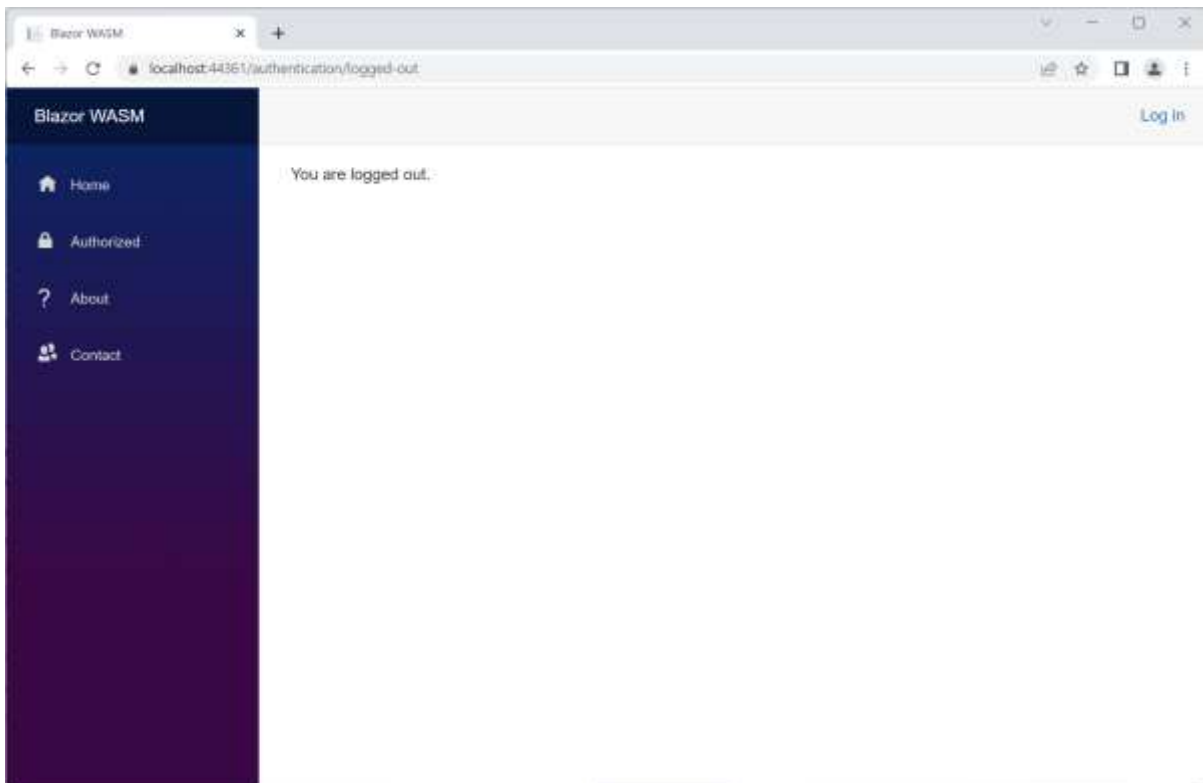 Blazor WASM
localhost:44361/authentication/logged-out
Blazor WASM
Log in
Home
You are logged out.
Authorized
? About
Contact